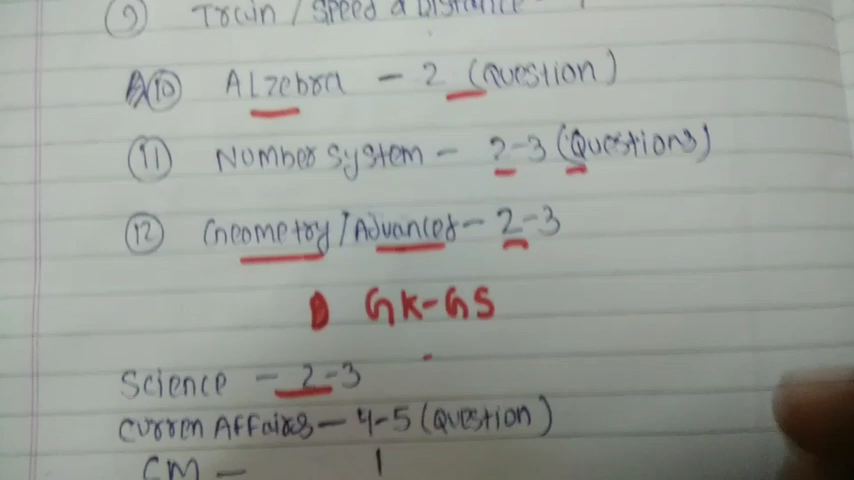 9 Train / Speed & Distance -
10 Alzebra - 2 (Question)
11 Number System - 2-3 (Questions)
12 Geometry / Advanced - 2-3
GK-GS
Science - 2-3
Curren Affairs - 4-5 (Question)
CM - 1